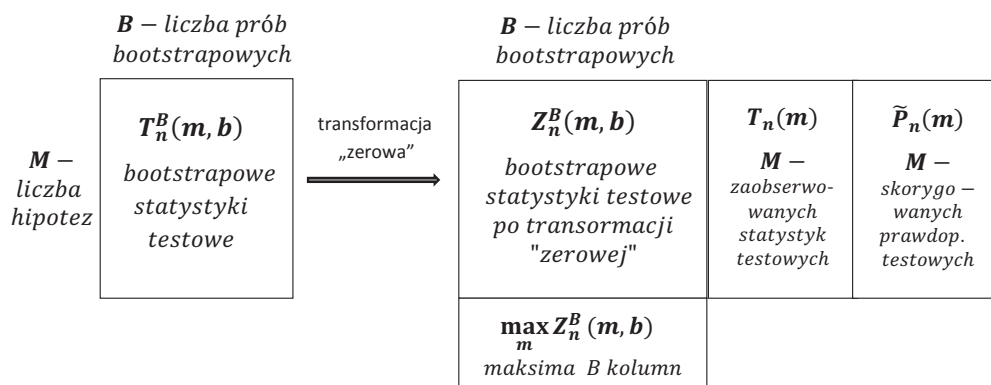 B – liczba prób
bootstrapowych
M –
liczba
hipotez
T_n^B(m, b)
bootstrapowe
statystyki
testowe
transformacja
„zerowa”
B – liczba prób
bootstrapowych
Z_n^B(m, b)
bootstrapowe
statystyki testowe
po transormacji
"zerowej"
T_n(m)
M –
zaobserwo-
wanych
statystyk
testowych
P̃_n(m)
M –
skorygo –
wanych
prawdop.
testowych
max_m Z_n^B (m, b)
maksima B kolumn